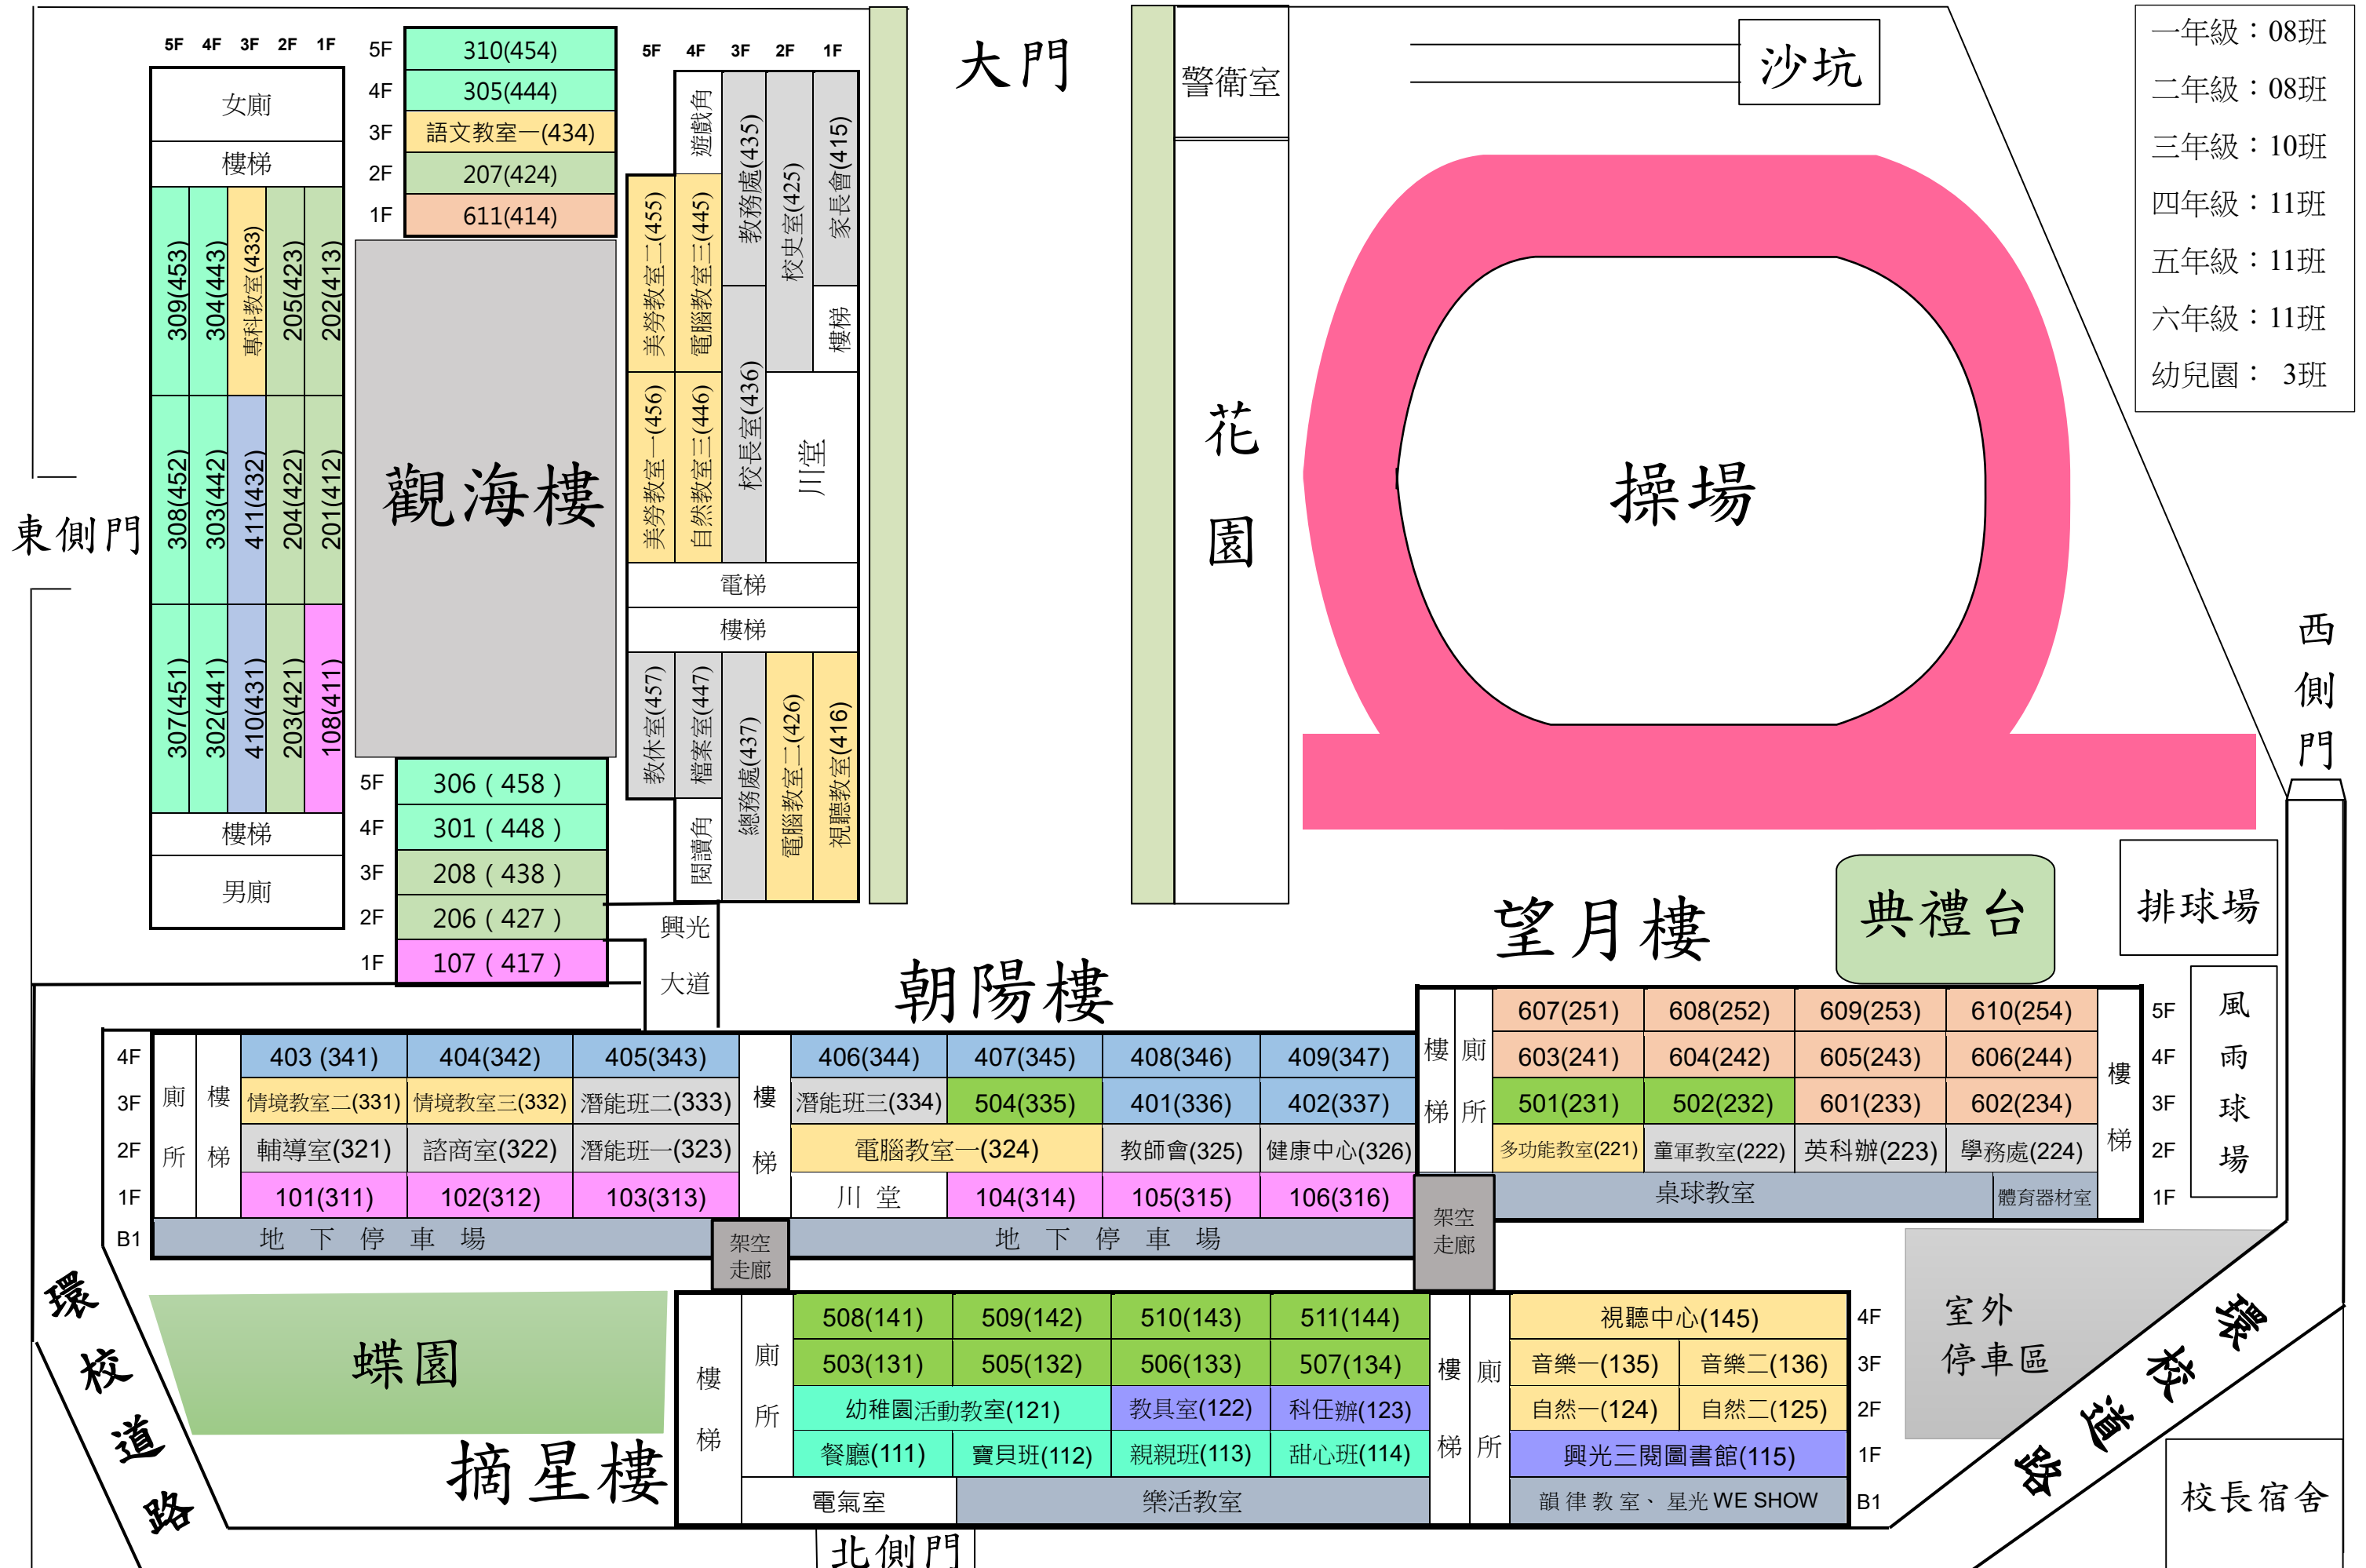 大門
警衛室
沙坑
一年級：08班
二年級：08班
三年級：10班
四年級：11班
五年級：11班
六年級：11班
幼兒園： 3班
5F 4F 3F 2F 1F
女廁
樓梯
309(453)
304(443)
專科教室(433)
205(423)
202(413)
308(452)
303(442)
411(432)
204(422)
201(412)
307(451)
302(441)
410(431)
203(421)
108(411)
樓梯
男廁
東側門
5F 310(454)
4F 305(444)
3F 語文教室一(434)
2F 207(424)
1F 611(414)
觀海樓
5F 306 ( 458 )
4F 301 ( 448 )
3F 208 ( 438 )
2F 206 ( 427 )
1F 107 ( 417 )
5F 4F 3F 2F 1F
遊戲角
教務處(435)
校史室(425)
家長會(415)
美勞教室二(455)
電腦教室三(445)
樓梯
美勞教室一(456)
自然教室三(446)
校長室(436)
川堂
電梯
樓梯
教休室(457)
檔案室(447)
總務處(437)
電腦教室二(426)
視聽教室(416)
閱讀角
興光
大道
花園
操場
西側門
典禮台
排球場
風雨球場
望月樓
朝陽樓
4F 403 (341) 404(342) 405(343) 406(344) 407(345) 408(346) 409(347)
3F 情境教室二(331) 情境教室三(332) 潛能班二(333) 潛能班三(334) 504(335) 401(336) 402(337)
2F 輔導室(321) 諮商室(322) 潛能班一(323) 電腦教室一(324) 教師會(325) 健康中心(326)
1F 101(311) 102(312) 103(313) 川 堂 104(314) 105(315) 106(316)
B1 地 下 停 車 場 地 下 停 車 場
廁所
樓梯
樓梯
架空
走廊
架空
走廊
樓梯
廁所
607(251) 608(252) 609(253) 610(254) 5F
603(241) 604(242) 605(243) 606(244) 4F
501(231) 502(232) 601(233) 602(234) 3F
多功能教室(221) 童軍教室(222) 英科辦(223) 學務處(224) 2F
桌球教室 體育器材室 1F
樓梯
環校道路
蝶園
摘星樓
樓梯
廁所
508(141) 509(142) 510(143) 511(144) 視聽中心(145) 4F
503(131) 505(132) 506(133) 507(134) 音樂一(135) 音樂二(136) 3F
幼稚園活動教室(121) 教具室(122) 科任辦(123) 自然一(124) 自然二(125) 2F
餐廳(111) 寶貝班(112) 親親班(113) 甜心班(114) 興光三閱圖書館(115) 1F
電氣室 樂活教室 韻 律 教 室 、 星光 WE SHOW B1
樓梯
廁所
室外
停車區
環校道路
校長宿舍
北側門